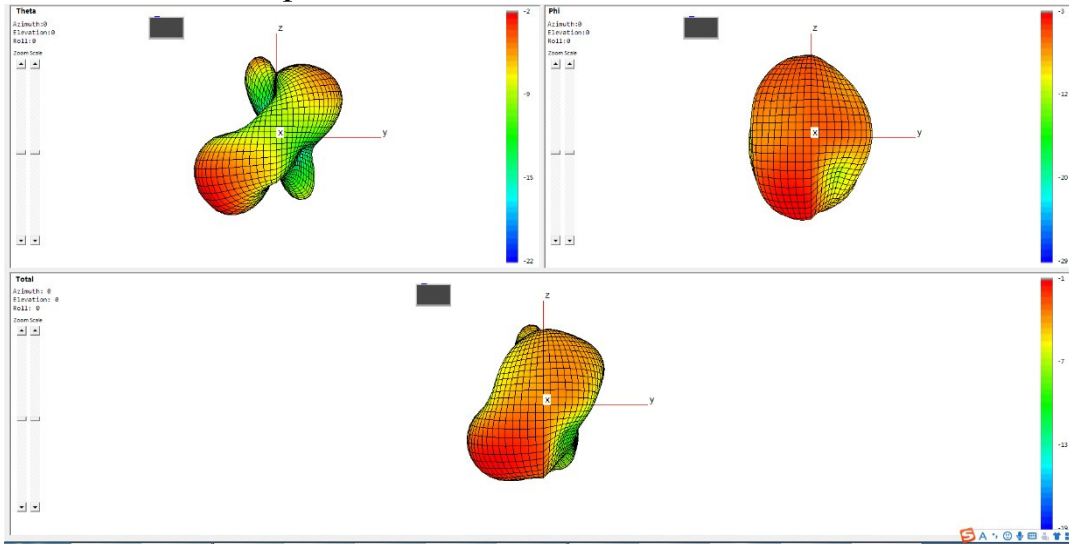 Theta
Azimuth:0
Elevation:0
Roll:0
Zoom Scale
z
x
y
-2
-9
-15
-22
Phi
Azimuth:0
Elevation:0
Roll:0
Zoom Scale
z
x
y
-3
-12
-20
-29
Total
Azimuth: 0
Elevation: 0
Roll: 0
Zoom Scale
z
x
y
-1
-7
-13
-19
S A